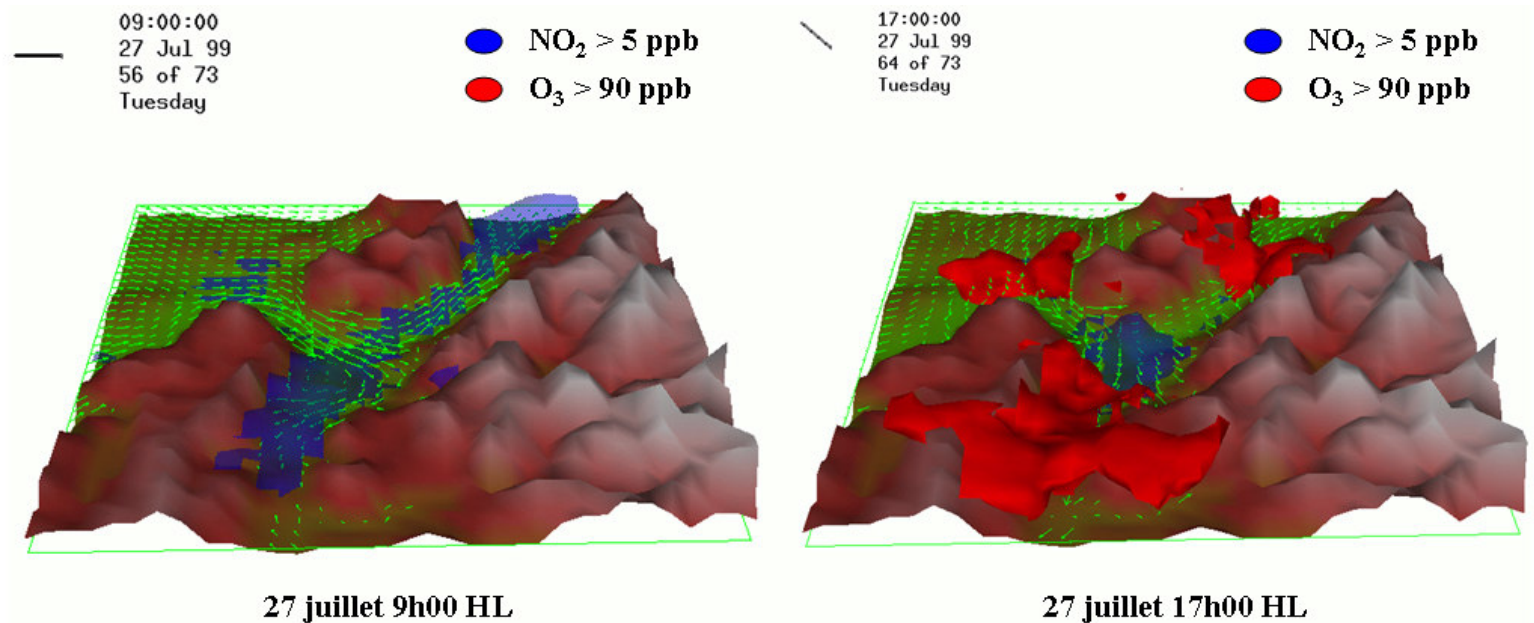 09:00:00
27 Jul 99
56 of 73
Tuesday
NO₂ > 5 ppb
O₃ > 90 ppb
17:00:00
27 Jul 99
64 of 73
Tuesday
NO₂ > 5 ppb
O₃ > 90 ppb
27 juillet 9h00 HL
27 juillet 17h00 HL